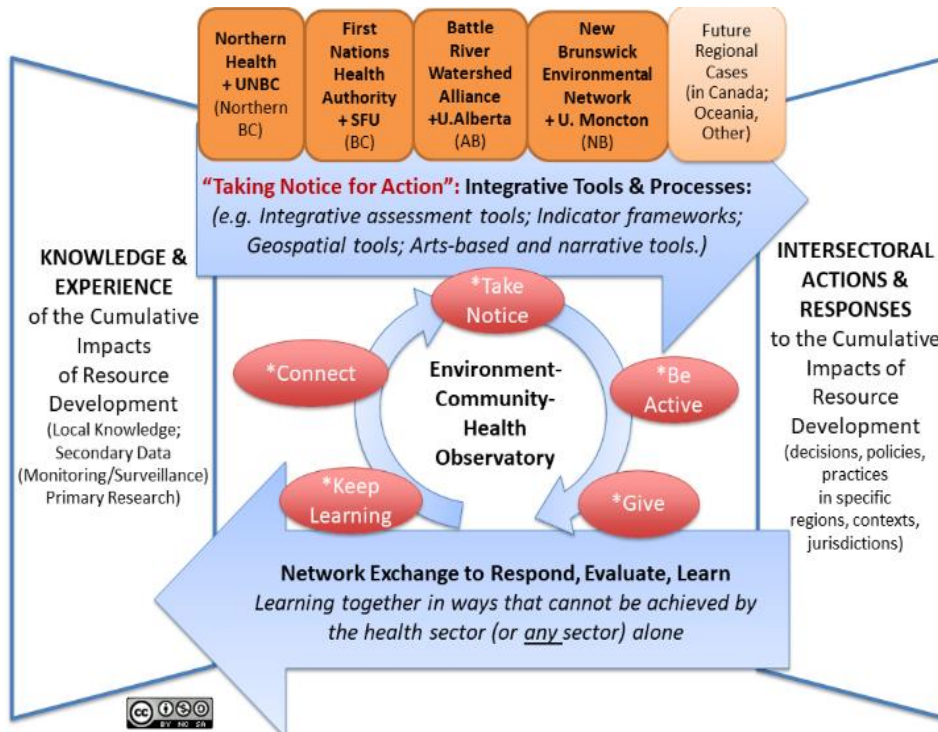 Northern
Health
+ UNBC
(Northern
BC)
First
Nations
Health
Authority
+ SFU
(BC)
Battle
River
Watershed
Alliance
+U.Alberta
(AB)
New
Brunswick
Environmental
Network
+ U. Moncton
(NB)
Future
Regional
Cases
(in Canada;
Oceania,
Other)
“Taking Notice for Action”: Integrative Tools & Processes:
(e.g. Integrative assessment tools; Indicator frameworks;
Geospatial tools; Arts-based and narrative tools.)
KNOWLEDGE &
EXPERIENCE
of the Cumulative
Impacts
of Resource
Development
(Local Knowledge;
Secondary Data
(Monitoring/Surveillance)
Primary Research)
*Take
Notice
*Connect
*Be
Active
Environment-
Community-
Health
Observatory
*Keep
Learning
*Give
INTERSECTORAL
ACTIONS &
RESPONSES
to the Cumulative
Impacts of
Resource
Development
(decisions, policies,
practices
in specific
regions, contexts,
jurisdictions)
Network Exchange to Respond, Evaluate, Learn
Learning together in ways that cannot be achieved by
the health sector (or any sector) alone
cc
BY NC SA